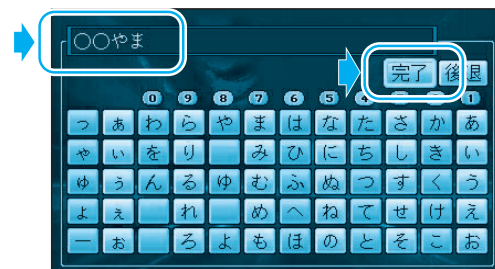 ○○やま
完了 後退
0 9 8 7 6 5 4 1
っ ぁ わ ら や ま は な た さ か あ
ゃ ぃ を り み ひ に ち し き い
ゅ ぅ ん る ゆ む ふ ぬ つ す く う
ょ ぇ れ め へ ね て せ け え
ー ぉ ろ よ も ほ の と そ こ お